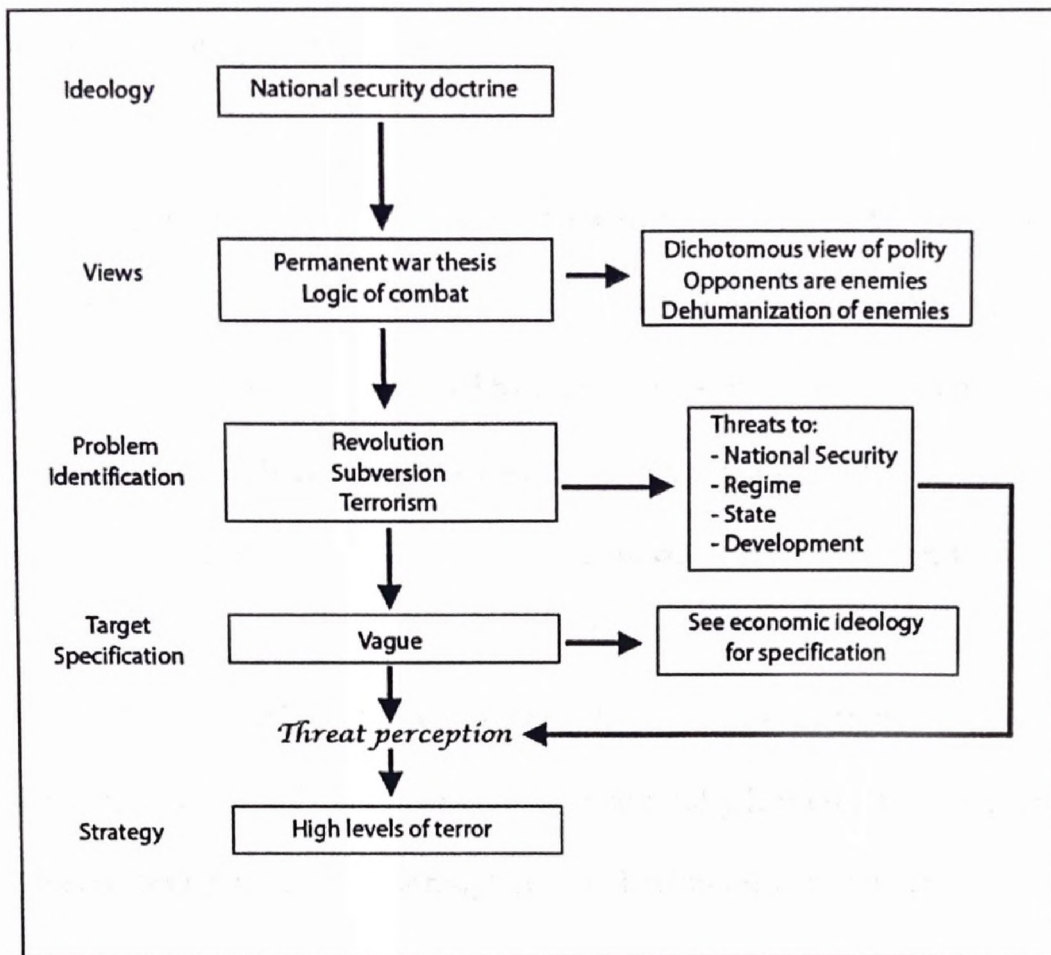 Ideology
National security doctrine
Views
Permanent war thesis
Logic of combat
Dichotomous view of polity
Opponents are enemies
Dehumanization of enemies
Problem
Identification
Revolution
Subversion
Terrorism
Threats to:
- National Security
- Regime
- State
- Development
Target
Specification
Vague
See economic ideology
for specification
Threat perception
Strategy
High levels of terror